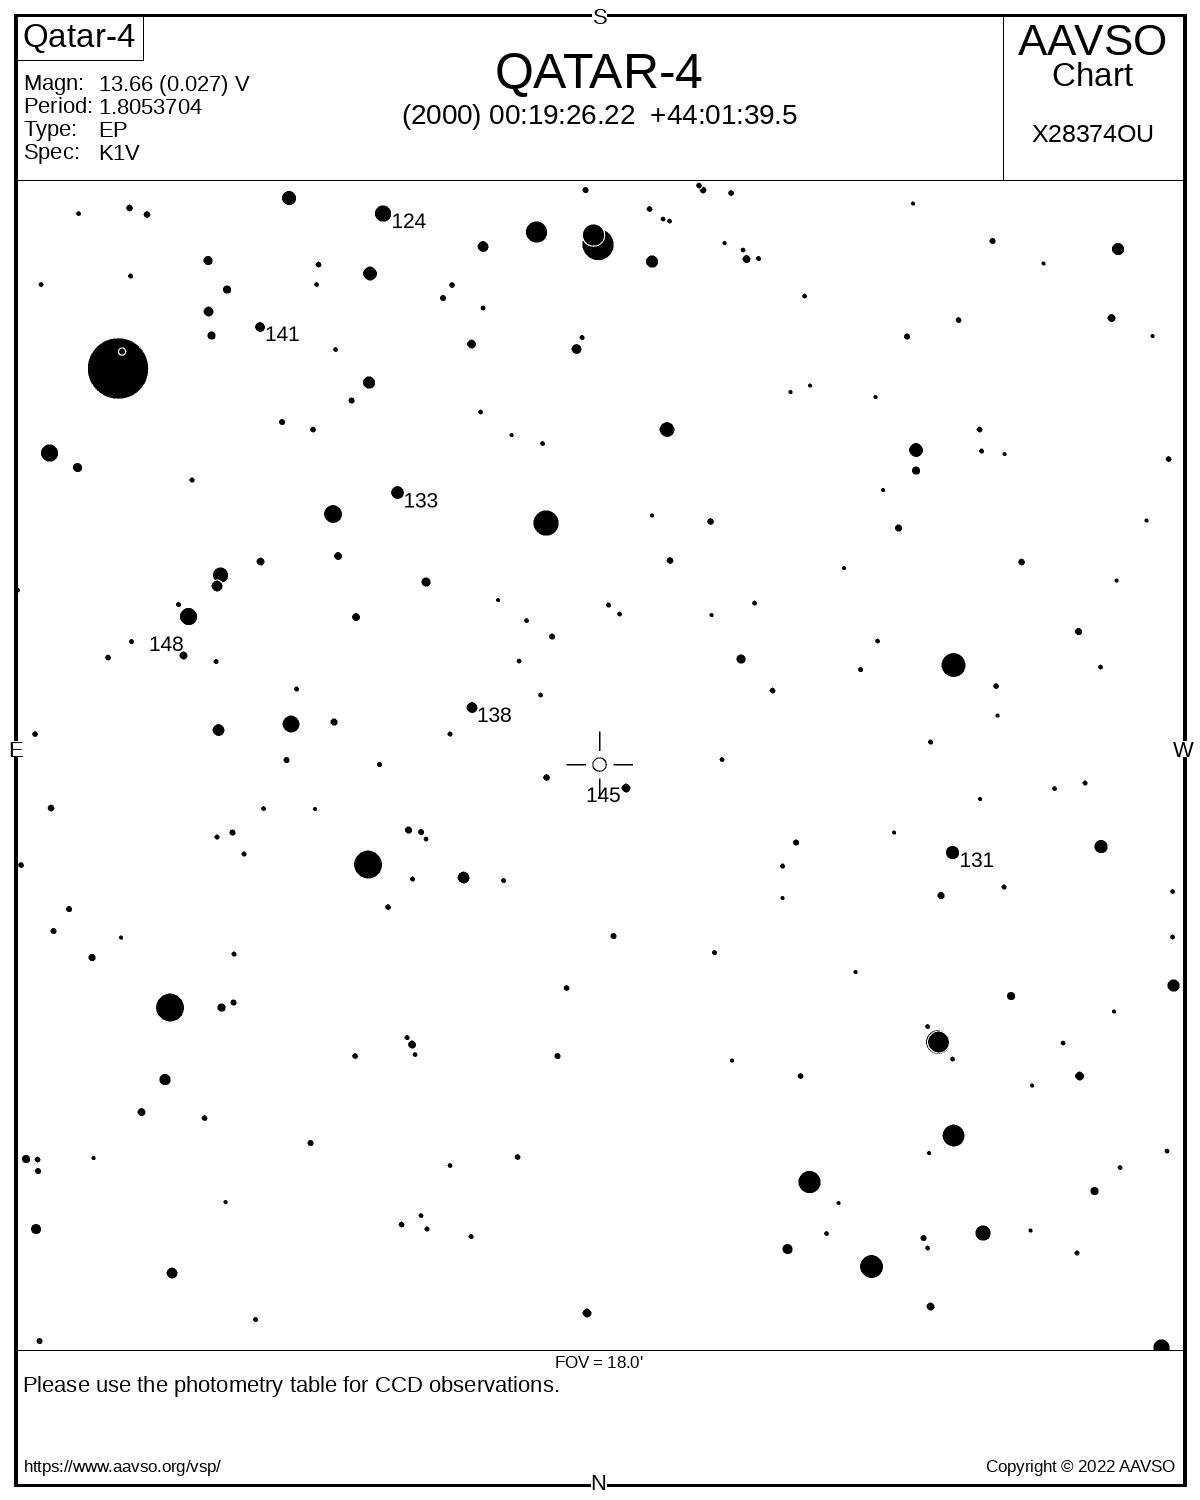 S
Qatar-4
QATAR-4
AAVSO
Chart
Magn: 13.66 (0.027) V
Period: 1.8053704
Type: EP
Spec: K1V
(2000) 00:19:26.22 +44:01:39.5
X28374OU
124
141
133
148
138
E
W
145
131
FOV = 18.0'
Please use the photometry table for CCD observations.
https://www.aavso.org/vsp/
Copyright © 2022 AAVSO
N